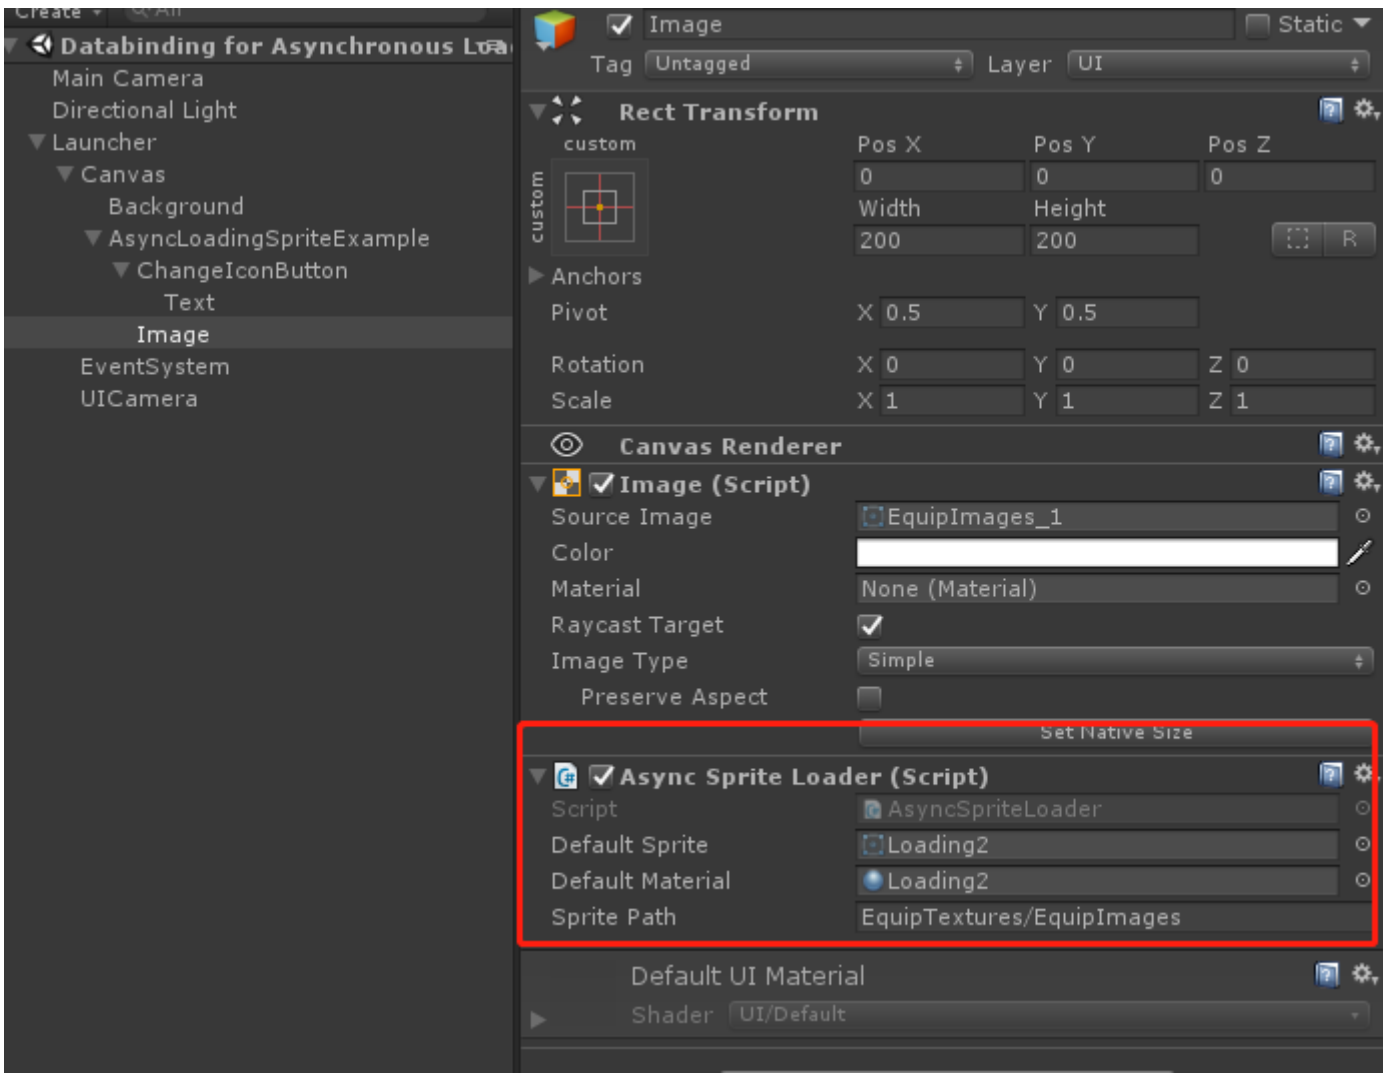 Create
All
Databinding for Asynchronous Loa
Main Camera
Directional Light
Launcher
Canvas
Background
AsyncLoadingSpriteExample
ChangeIconButton
Text
Image
EventSystem
UICamera
Image
Static
Tag Untagged Layer UI
Rect Transform
custom
custom
Pos X Pos Y Pos Z
0 0 0
Width Height
200 200
R
Anchors
Pivot X 0.5 Y 0.5
Rotation X 0 Y 0 Z 0
Scale X 1 Y 1 Z 1
Canvas Renderer
Image (Script)
Source Image EquipImages_1
Color
Material None (Material)
Raycast Target
Image Type Simple
Preserve Aspect
Set Native Size
Async Sprite Loader (Script)
Script AsyncSpriteLoader
Default Sprite Loading2
Default Material Loading2
Sprite Path EquipTextures/EquipImages
Default UI Material
Shader UI/Default